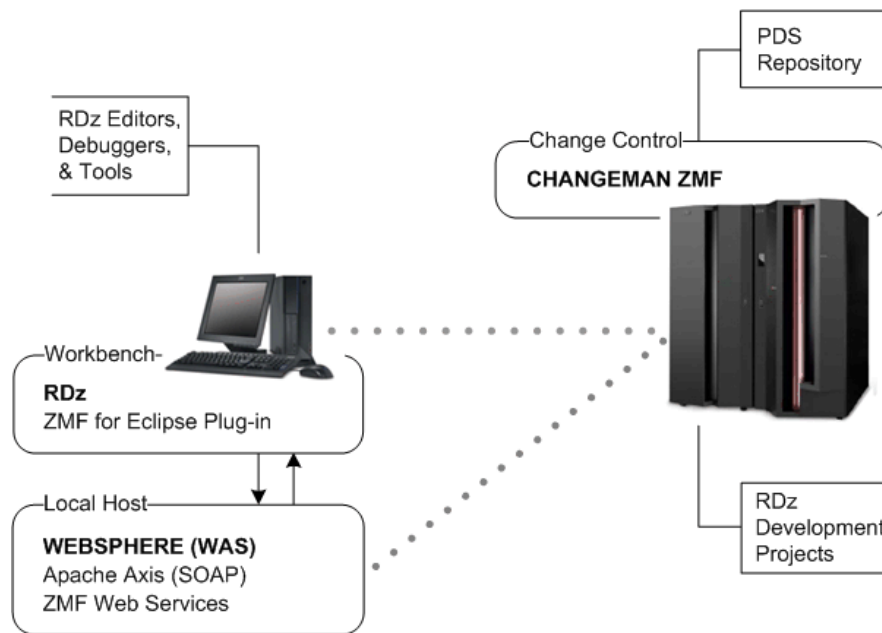 PDS
Repository
RDz Editors,
Debuggers,
& Tools
Change Control
CHANGEMAN ZMF
Workbench
RDz
ZMF for Eclipse Plug-in
Local Host
WEBSPHERE (WAS)
Apache Axis (SOAP)
ZMF Web Services
RDz
Development
Projects